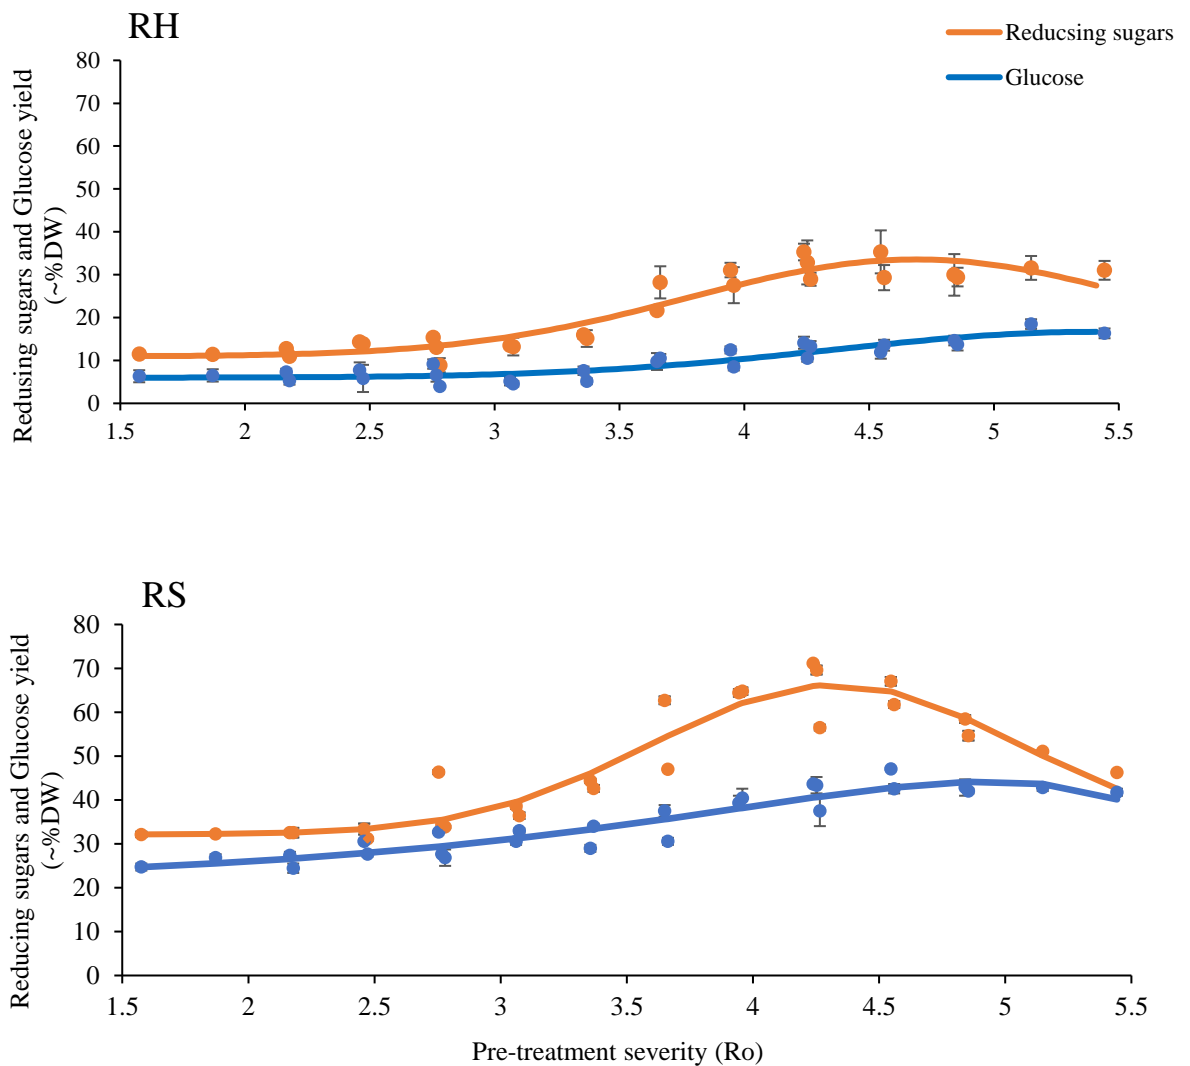 RH
Reducsing sugars
Glucose
Redusing sugars and Glucose yield
(~%DW)
80
70
60
50
40
30
20
10
0
1.5 2 2.5 3 3.5 4 4.5 5 5.5
RS
Reducing sugars and Glucose yield
(~%DW)
80
70
60
50
40
30
20
10
0
1.5 2 2.5 3 3.5 4 4.5 5 5.5
Pre-treatment severity (Ro)